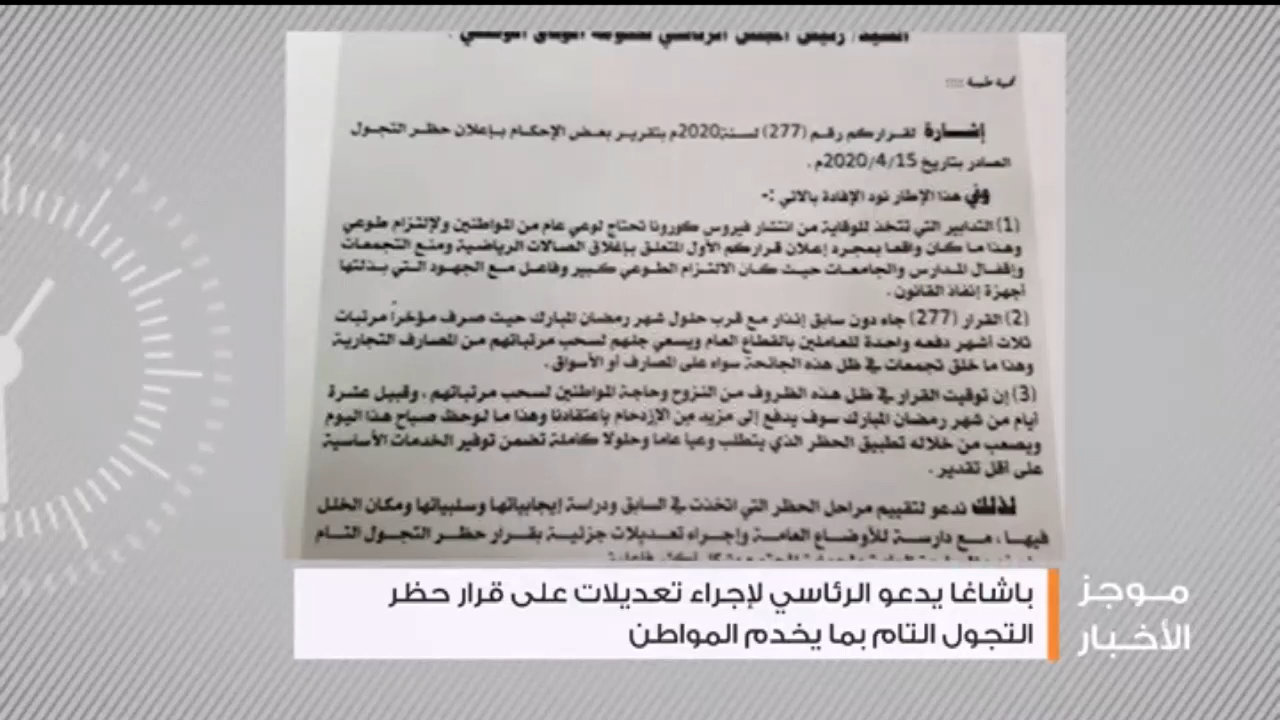 السيد/ رئيس المجلس الرئاسي لحكومة الوفاق الوطني .
تحية طيبة ....
إشارة لقراركم رقم (277) لسنة2020م بتقرير بعض الإحكام بإعلان حظر التجول
الصادر بتاريخ 2020/4/15م .
وفي هذا الإطار نود الإفادة بالاتي :-
(1) التدابير التي تتخذ للوقاية من انتشار فيروس كورونا تحتاج لوعي عام من المواطنين ولإلتزام طوعي
وهذا ما كان واقعا بمجرد إعلان قراركم الأول المتعلق بإغلاق الصالات الرياضية ومنع التجمعات
وإقفال المدارس والجامعات حيث كان الالتزام الطوعي كبير وفاعل مع الجهود التي بذلتها
أجهزة إنفاذ القانون .
(2) القرار (277) جاء دون سابق إنذار مع قرب حلول شهر رمضان المبارك حيث صرف مؤخراً مرتبات
ثلاث أشهر دفعه واحدة للعاملين بالقطاع العام ويسعي جلهم لسحب مرتباتهم من المصارف التجارية
وهذا ما خلق تجمعات في ظل هذه الجائحة سواء على المصارف أو الأسواق .
(3) إن توقيت القرار في ظل هذه الظروف من النزوح وحاجة المواطنين لسحب مرتباتهم ، وقبيل عشرة
أيام من شهر رمضان المبارك سوف يدفع إلى مزيد من الإزدحام باعتقادنا وهذا ما لوحظ صباح هذا اليوم
ويصعب من خلاله تطبيق الحظر الذي يتطلب وعيا عاما وحلولا كاملة تضمن توفير الخدمات الأساسية
على أقل تقدير .
لذلك ندعو لتقييم مراحل الحظر التي اتخذت في السابق ودراسة إيجابياتها وسلبياتها ومكان الخلل
فيها ، مع دارسة للأوضاع العامة وإجراء تعديلات جزئية بقرار حظر التجول التام
باشاغا يدعو الرئاسي لإجراء تعديلات على قرار حظر
التجول التام بما يخدم المواطن
موجز
الأخبار